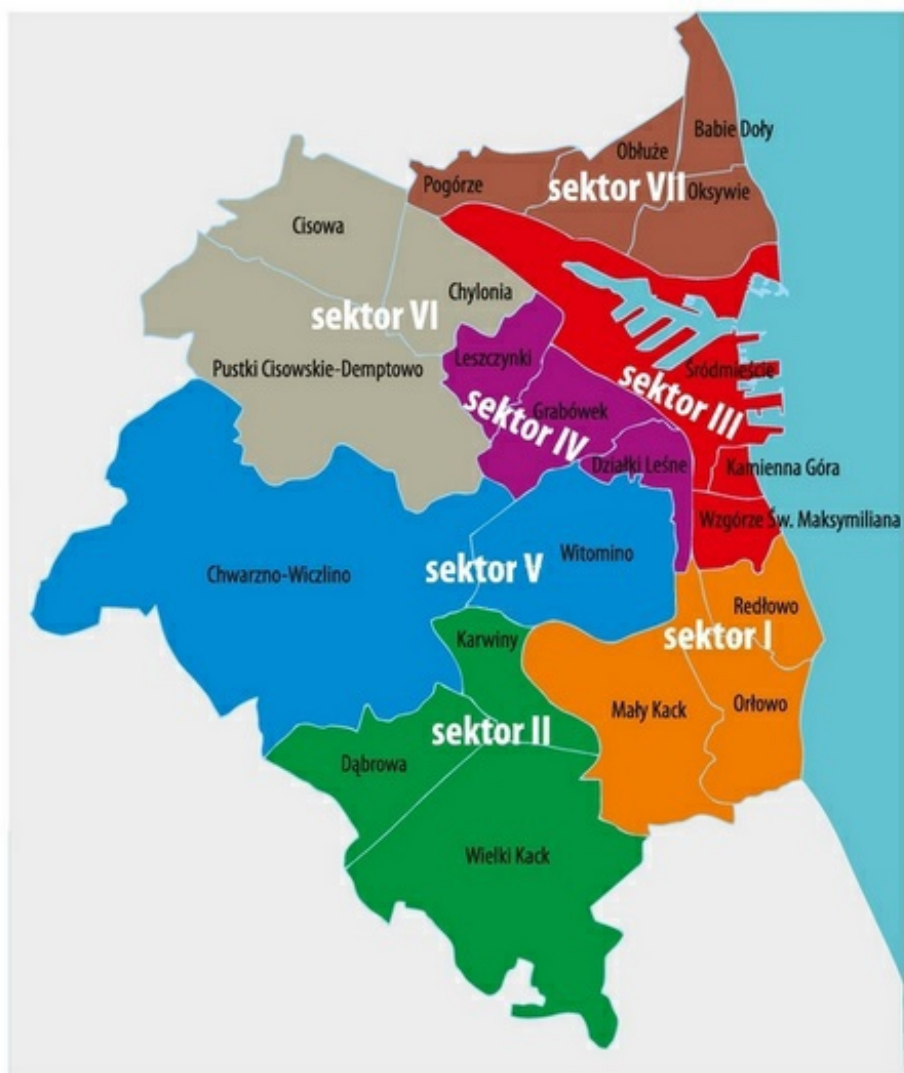 Babie Doły
Obłuże
Pogórze
sektor VII
Oksywie
Cisowa
Chylonia
sektor VI
Leszczynki
Pustki Cisowskie-Demptowo
Śródmieście
sektor III
Grabówek
sektor IV
Działki Leśne
Kamienna Góra
Wzgórze Św. Maksymiliana
Witomino
Chwarzno-Wiczlino
sektor V
Redłowo
Karwiny
sektor I
Mały Kack
Orłowo
sektor II
Dąbrowa
Wielki Kack